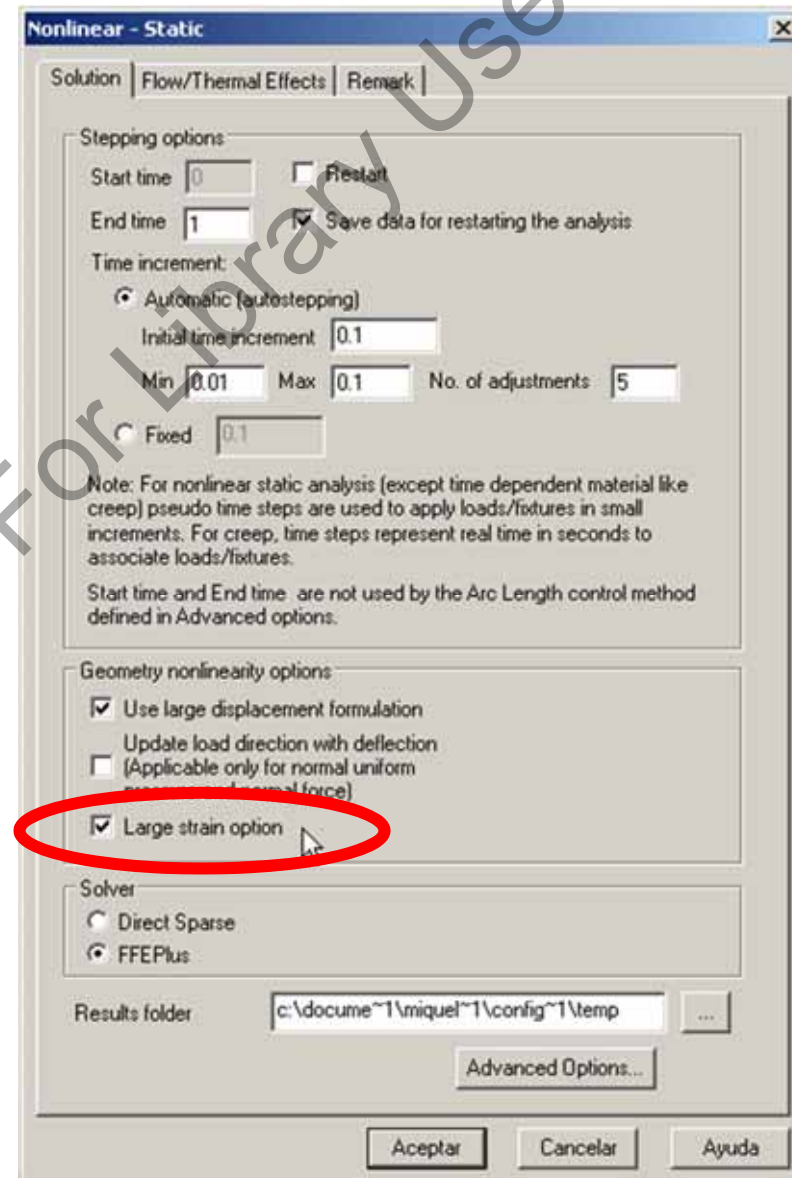 Nonlinear - Static
Solution
Flow/Thermal Effects
Remark
Stepping options
Start time 0
Restart
End time 1
Save data for restarting the analysis
Time increment:
Automatic (autostepping)
Initial time increment 0.1
Min 0.01 Max 0.1 No. of adjustments 5
Fixed 0.1
Note: For nonlinear static analysis (except time dependent material like
creep) pseudo time steps are used to apply loads/fixtures in small
increments. For creep, time steps represent real time in seconds to
associate loads/fixtures.
Start time and End time are not used by the Arc Length control method
defined in Advanced options.
Geometry nonlinearity options
Use large displacement formulation
Update load direction with deflection
(Applicable only for normal uniform
pressure and normal force)
Large strain option
Solver
Direct Sparse
FFEPlus
Results folder c:\docume~1\miquel~1\config~1\temp ...
Advanced Options...
Aceptar Cancelar Ayuda
For Library Use